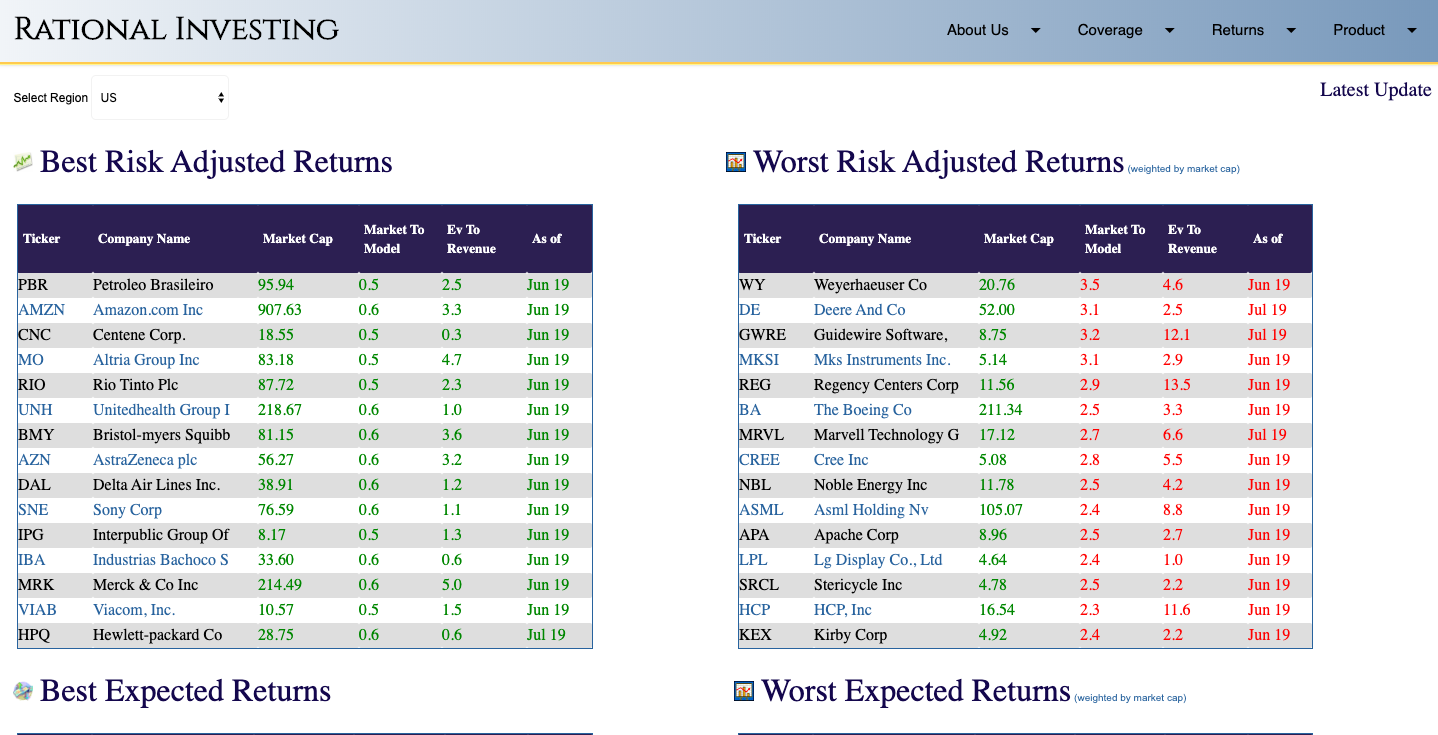 Rational Investing
About Us Coverage Returns Product
Select Region US
Latest Update
Best Risk Adjusted Returns
Ticker Company Name Market Cap Market To Model Ev To Revenue As of
PBR Petroleo Brasileiro 95.94 0.5 2.5 Jun 19
AMZN Amazon.com Inc 907.63 0.6 3.3 Jun 19
CNC Centene Corp. 18.55 0.5 0.3 Jun 19
MO Altria Group Inc 83.18 0.5 4.7 Jun 19
RIO Rio Tinto Plc 87.72 0.5 2.3 Jun 19
UNH Unitedhealth Group I 218.67 0.6 1.0 Jun 19
BMY Bristol-myers Squibb 81.15 0.6 3.6 Jun 19
AZN AstraZeneca plc 56.27 0.6 3.2 Jun 19
DAL Delta Air Lines Inc. 38.91 0.6 1.2 Jun 19
SNE Sony Corp 76.59 0.6 1.1 Jun 19
IPG Interpublic Group Of 8.17 0.5 1.3 Jun 19
IBA Industrias Bachoco S 33.60 0.6 0.6 Jun 19
MRK Merck & Co Inc 214.49 0.6 5.0 Jun 19
VIAB Viacom, Inc. 10.57 0.5 1.5 Jun 19
HPQ Hewlett-packard Co 28.75 0.6 0.6 Jul 19
Worst Risk Adjusted Returns (weighted by market cap)
Ticker Company Name Market Cap Market To Model Ev To Revenue As of
WY Weyerhaeuser Co 20.76 3.5 4.6 Jun 19
DE Deere And Co 52.00 3.1 2.5 Jul 19
GWRE Guidewire Software, 8.75 3.2 12.1 Jul 19
MKSI Mks Instruments Inc. 5.14 3.1 2.9 Jun 19
REG Regency Centers Corp 11.56 2.9 13.5 Jun 19
BA The Boeing Co 211.34 2.5 3.3 Jun 19
MRVL Marvell Technology G 17.12 2.7 6.6 Jul 19
CREE Cree Inc 5.08 2.8 5.5 Jun 19
NBL Noble Energy Inc 11.78 2.5 4.2 Jun 19
ASML Asml Holding Nv 105.07 2.4 8.8 Jun 19
APA Apache Corp 8.96 2.5 2.7 Jun 19
LPL Lg Display Co., Ltd 4.64 2.4 1.0 Jun 19
SRCL Stericycle Inc 4.78 2.5 2.2 Jun 19
HCP HCP, Inc 16.54 2.3 11.6 Jun 19
KEX Kirby Corp 4.92 2.4 2.2 Jun 19
Best Expected Returns
Worst Expected Returns (weighted by market cap)